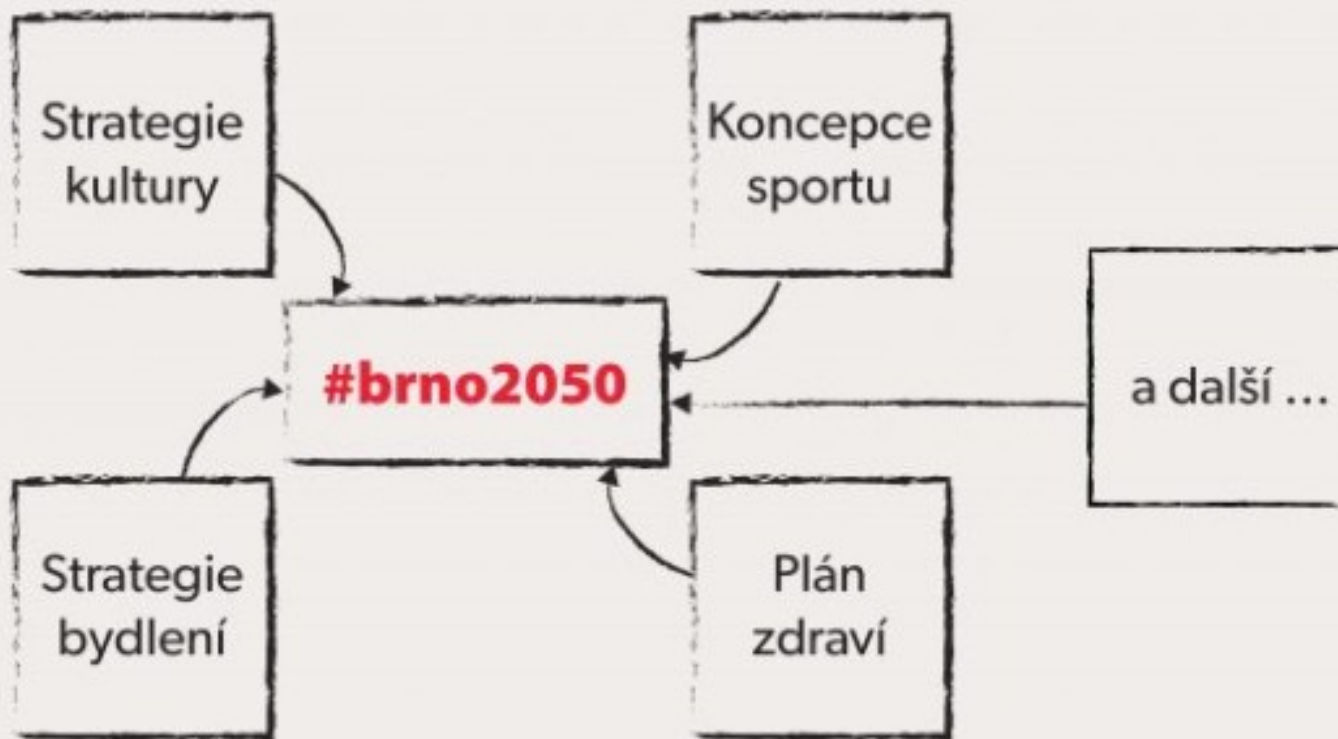 Strategie
kultury
Koncepce
sportu
#brno2050
a další ...
Strategie
bydlení
Plán
zdraví